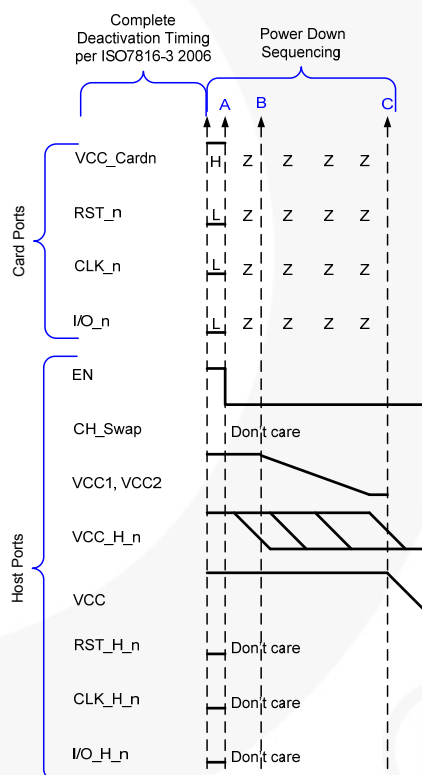 Complete
Deactivation Timing
per ISO7816-3 2006
Power Down
Sequencing
A B C
Card Ports
VCC_Cardn H Z Z Z Z
RST_n L Z Z Z Z
CLK_n L Z Z Z Z
I/O_n L Z Z Z Z
Host Ports
EN
CH_Swap Don't care
VCC1, VCC2
VCC_H_n
VCC
RST_H_n Don't care
CLK_H_n Don't care
I/O_H_n Don't care